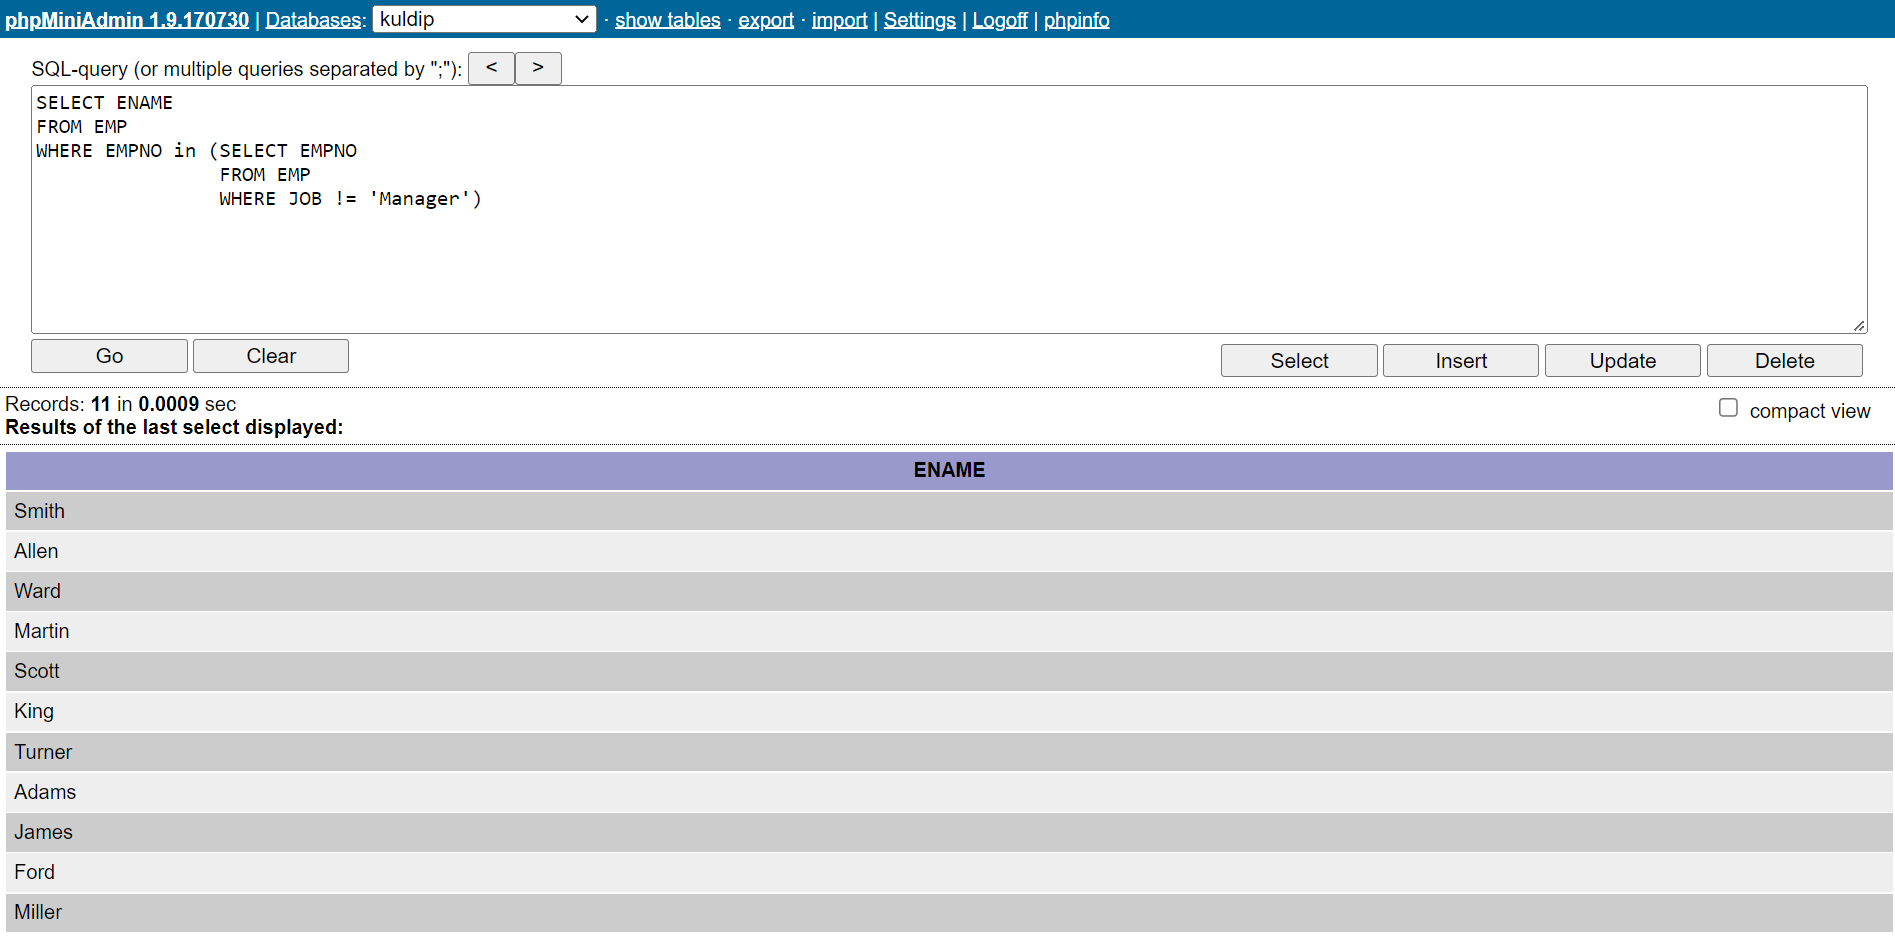 phpMiniAdmin 1.9.170730 | Databases: kuldip · show tables · export · import | Settings | Logoff | phpinfo
SQL-query (or multiple queries separated by ";"): < >
SELECT ENAME
FROM EMP
WHERE EMPNO in (SELECT EMPNO
                FROM EMP
                WHERE JOB != 'Manager')
Go Clear Select Insert Update Delete
Records: 11 in 0.0009 sec
compact view
Results of the last select displayed:
ENAME
Smith
Allen
Ward
Martin
Scott
King
Turner
Adams
James
Ford
Miller